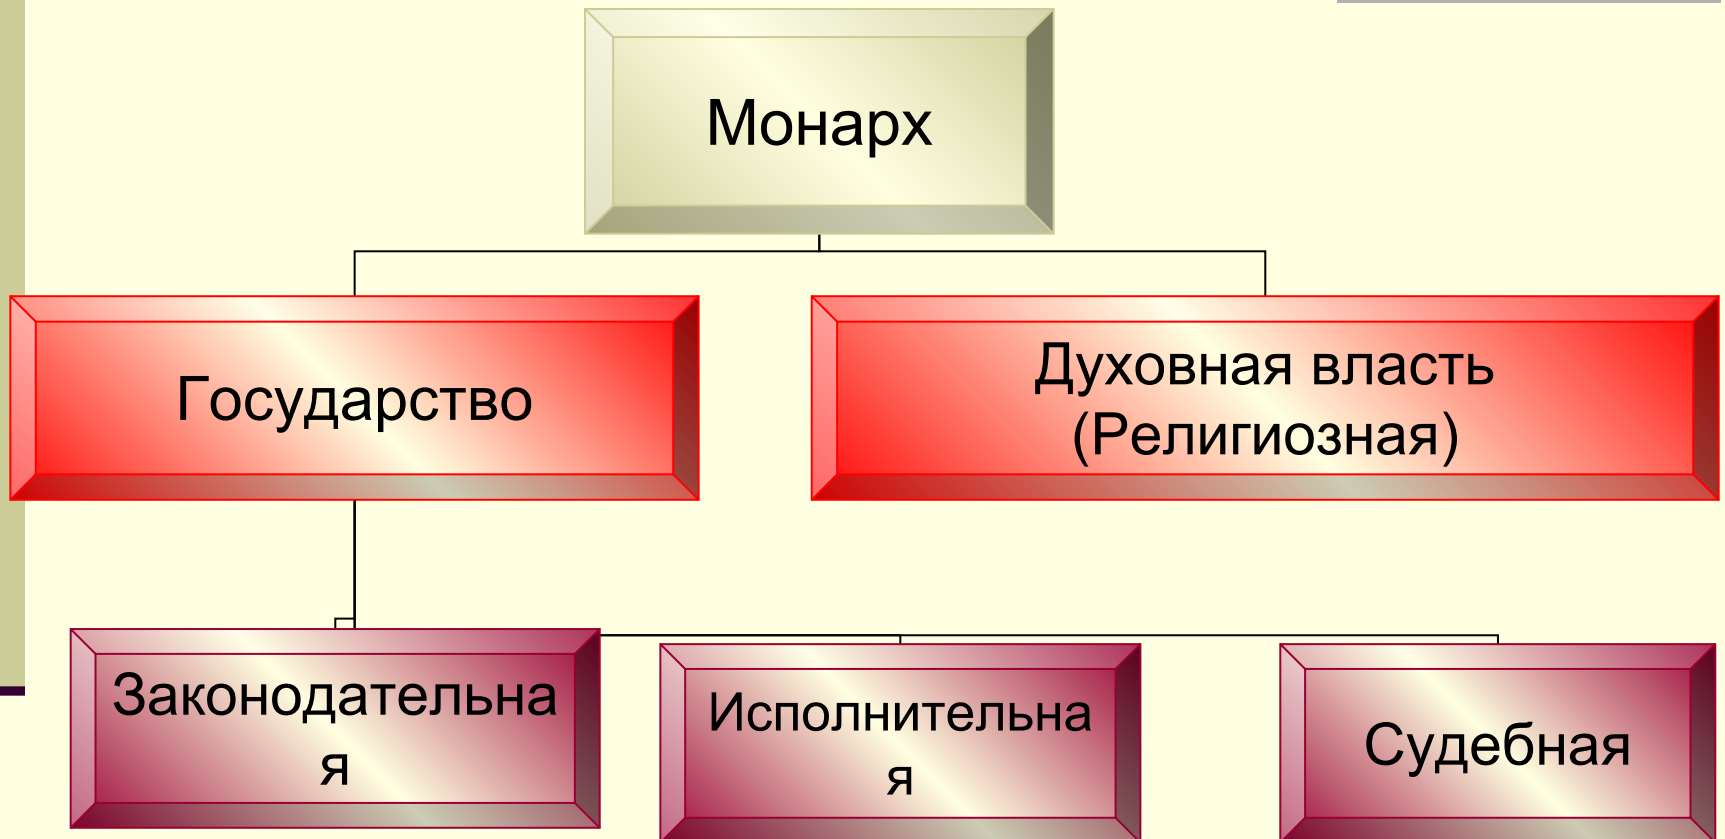 Монарх
Государство
Духовная власть
(Религиозная)
Законодательна
я
Исполнительна
я
Судебная